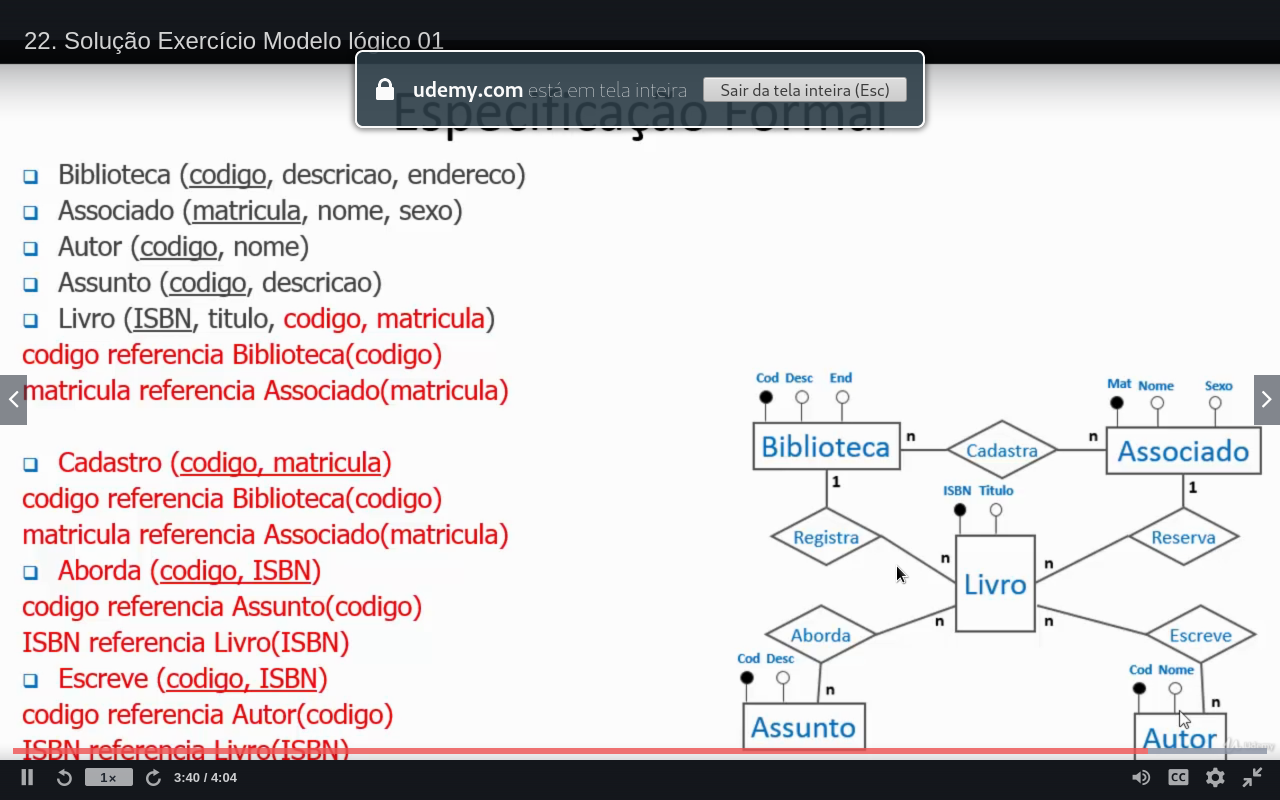 22. Solução Exercício Modelo lógico 01
udemy.com está em tela inteira
Sair da tela inteira (Esc)
Especificação Formal
Biblioteca (codigo, descricao, endereco)
Associado (matricula, nome, sexo)
Autor (codigo, nome)
Assunto (codigo, descricao)
Livro (ISBN, titulo, codigo, matricula)
codigo referencia Biblioteca(codigo)
matricula referencia Associado(matricula)
Cadastro (codigo, matricula)
codigo referencia Biblioteca(codigo)
matricula referencia Associado(matricula)
Aborda (codigo, ISBN)
codigo referencia Assunto(codigo)
ISBN referencia Livro(ISBN)
Escreve (codigo, ISBN)
codigo referencia Autor(codigo)
ISBN referencia Livro(ISBN)
Cod Desc End
Mat Nome Sexo
Biblioteca
n
Cadastra
n
Associado
1
ISBN Titulo
1
Registra
n
Livro
n
Reserva
Aborda
n
n
Escreve
Cod Desc
n
Assunto
Cod Nome
n
Autor
Udemy
1x
3:40 / 4:04
CC